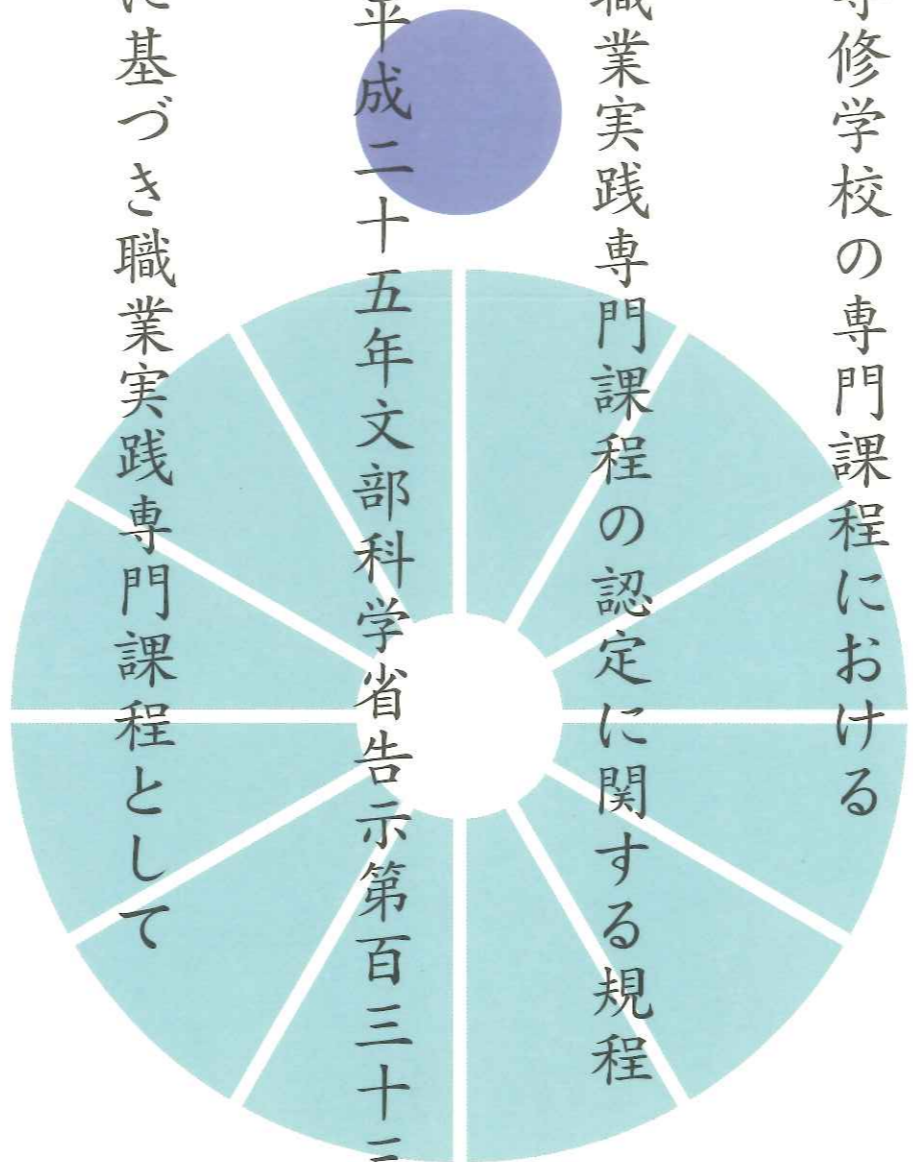 専修学校の専門課程における
職業実践専門課程の認定に関する規程
平成二十五年文部科学省告示第百三十三
に基づき職業実践専門課程として